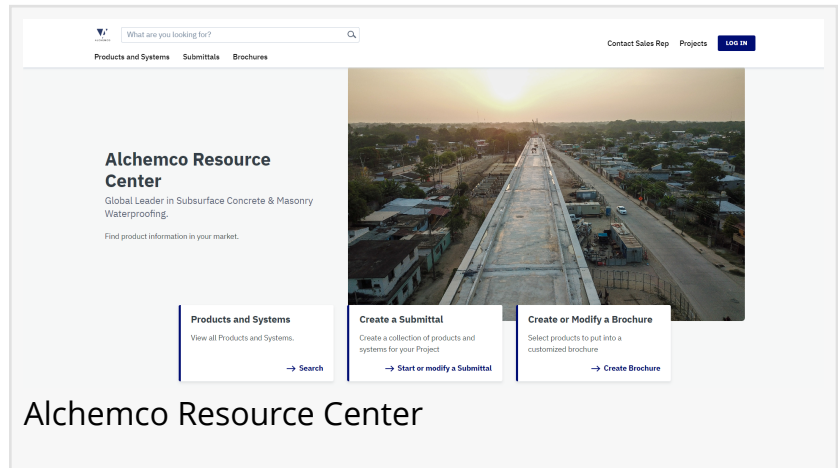 What are you looking for?
Contact Sales Rep Projects LOG IN
Products and Systems Submittals Brochures
Alchemco Resource
Center
Global Leader in Subsurface Concrete & Masonry
Waterproofing.
Find product information in your market.
Products and Systems
View all Products and Systems.
→ Search
Create a Submittal
Create a collection of products and
systems for your Project
→ Start or modify a Submittal
Create or Modify a Brochure
Select products to put into a
customized brochure
→ Create Brochure
Alchemco Resource Center